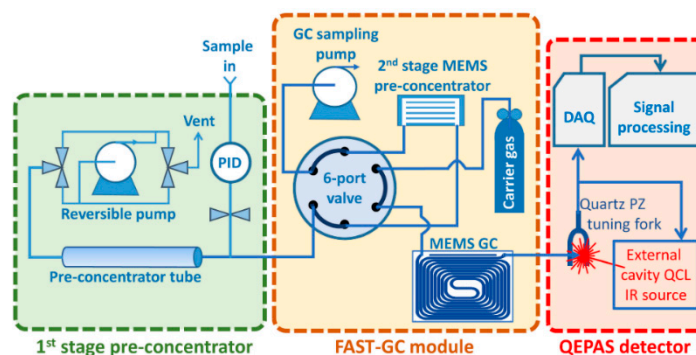 Sample
in
Vent
PID
Reversible pump
Pre-concentrator tube
1st stage pre-concentrator
GC sampling
pump
2nd stage MEMS
pre-concentrator
6-port
valve
Carrier gas
MEMS GC
FAST-GC module
DAQ
Signal
processing
Quartz PZ
tuning fork
External
cavity QCL
IR source
QEPAS detector